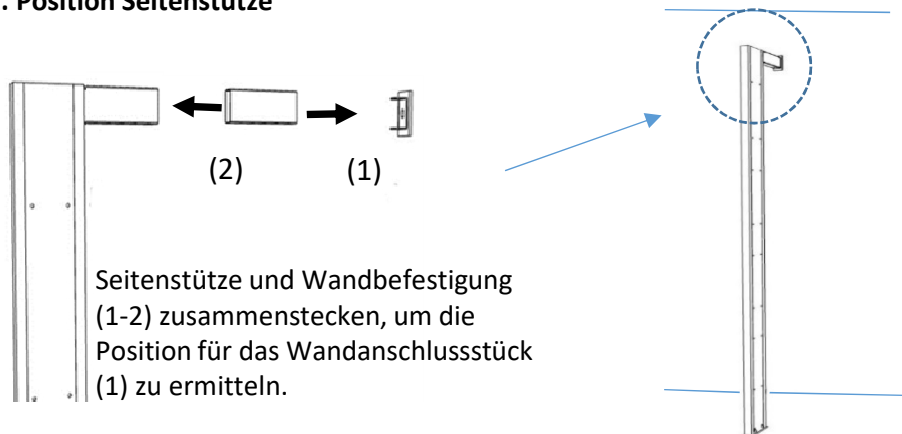 . Position Seitenstütze
(2)
(1)
Seitenstütze und Wandbefestigung
(1-2) zusammenstecken, um die
Position für das Wandanschlussstück
(1) zu ermitteln.